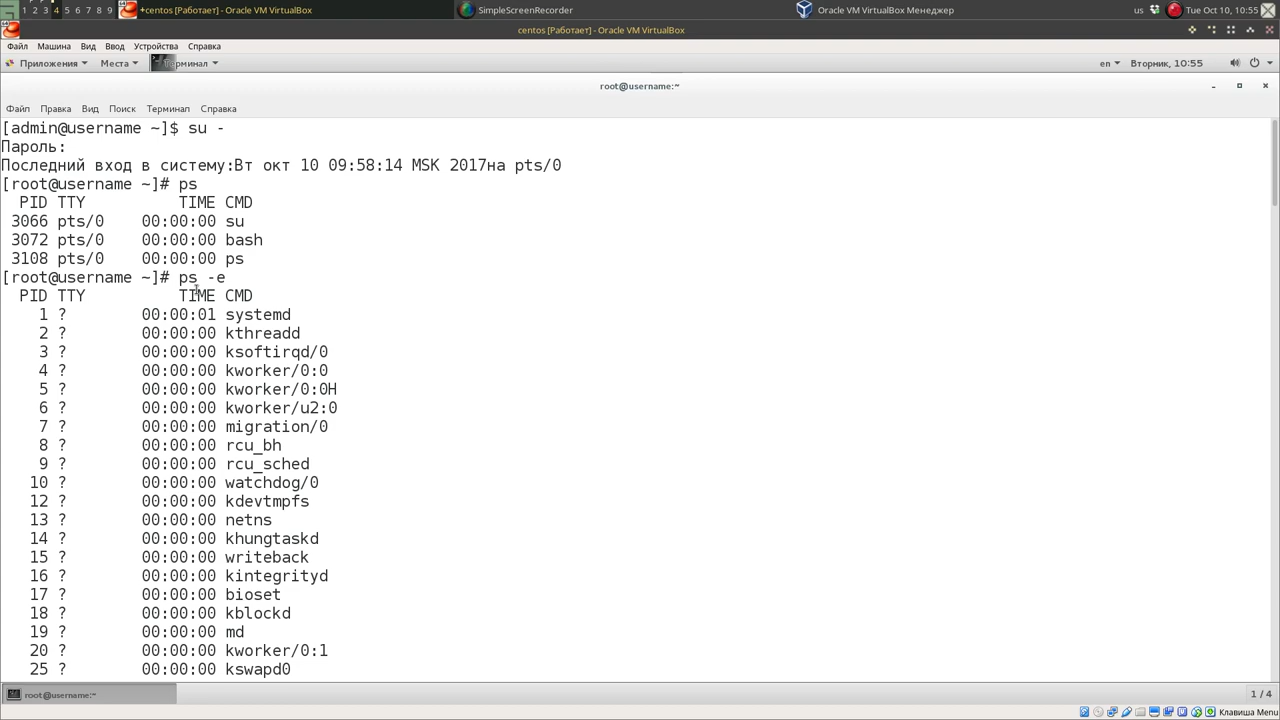 1 2 3 4 5 6 7 8 9 *centos [Работает] - Oracle VM VirtualBox SimpleScreenRecorder Oracle VM VirtualBox Менеджер us Tue Oct 10, 10:55
centos [Работает] - Oracle VM VirtualBox
Файл Машина Вид Ввод Устройства Справка
Приложения Места Терминал en Вторник, 10:55
root@username:~
Файл Правка Вид Поиск Терминал Справка
[admin@username ~]$ su -
Пароль:
Последний вход в систему:Вт окт 10 09:58:14 MSK 2017на pts/0
[root@username ~]# ps
PID TTY TIME CMD
3066 pts/0 00:00:00 su
3072 pts/0 00:00:00 bash
3108 pts/0 00:00:00 ps
[root@username ~]# ps -e
PID TTY TIME CMD
1 ? 00:00:01 systemd
2 ? 00:00:00 kthreadd
3 ? 00:00:00 ksoftirqd/0
4 ? 00:00:00 kworker/0:0
5 ? 00:00:00 kworker/0:0H
6 ? 00:00:00 kworker/u2:0
7 ? 00:00:00 migration/0
8 ? 00:00:00 rcu_bh
9 ? 00:00:00 rcu_sched
10 ? 00:00:00 watchdog/0
12 ? 00:00:00 kdevtmpfs
13 ? 00:00:00 netns
14 ? 00:00:00 khungtaskd
15 ? 00:00:00 writeback
16 ? 00:00:00 kintegrityd
17 ? 00:00:00 bioset
18 ? 00:00:00 kblockd
19 ? 00:00:00 md
20 ? 00:00:00 kworker/0:1
25 ? 00:00:00 kswapd0
root@username:~ 1 / 4
Клавиша Menu